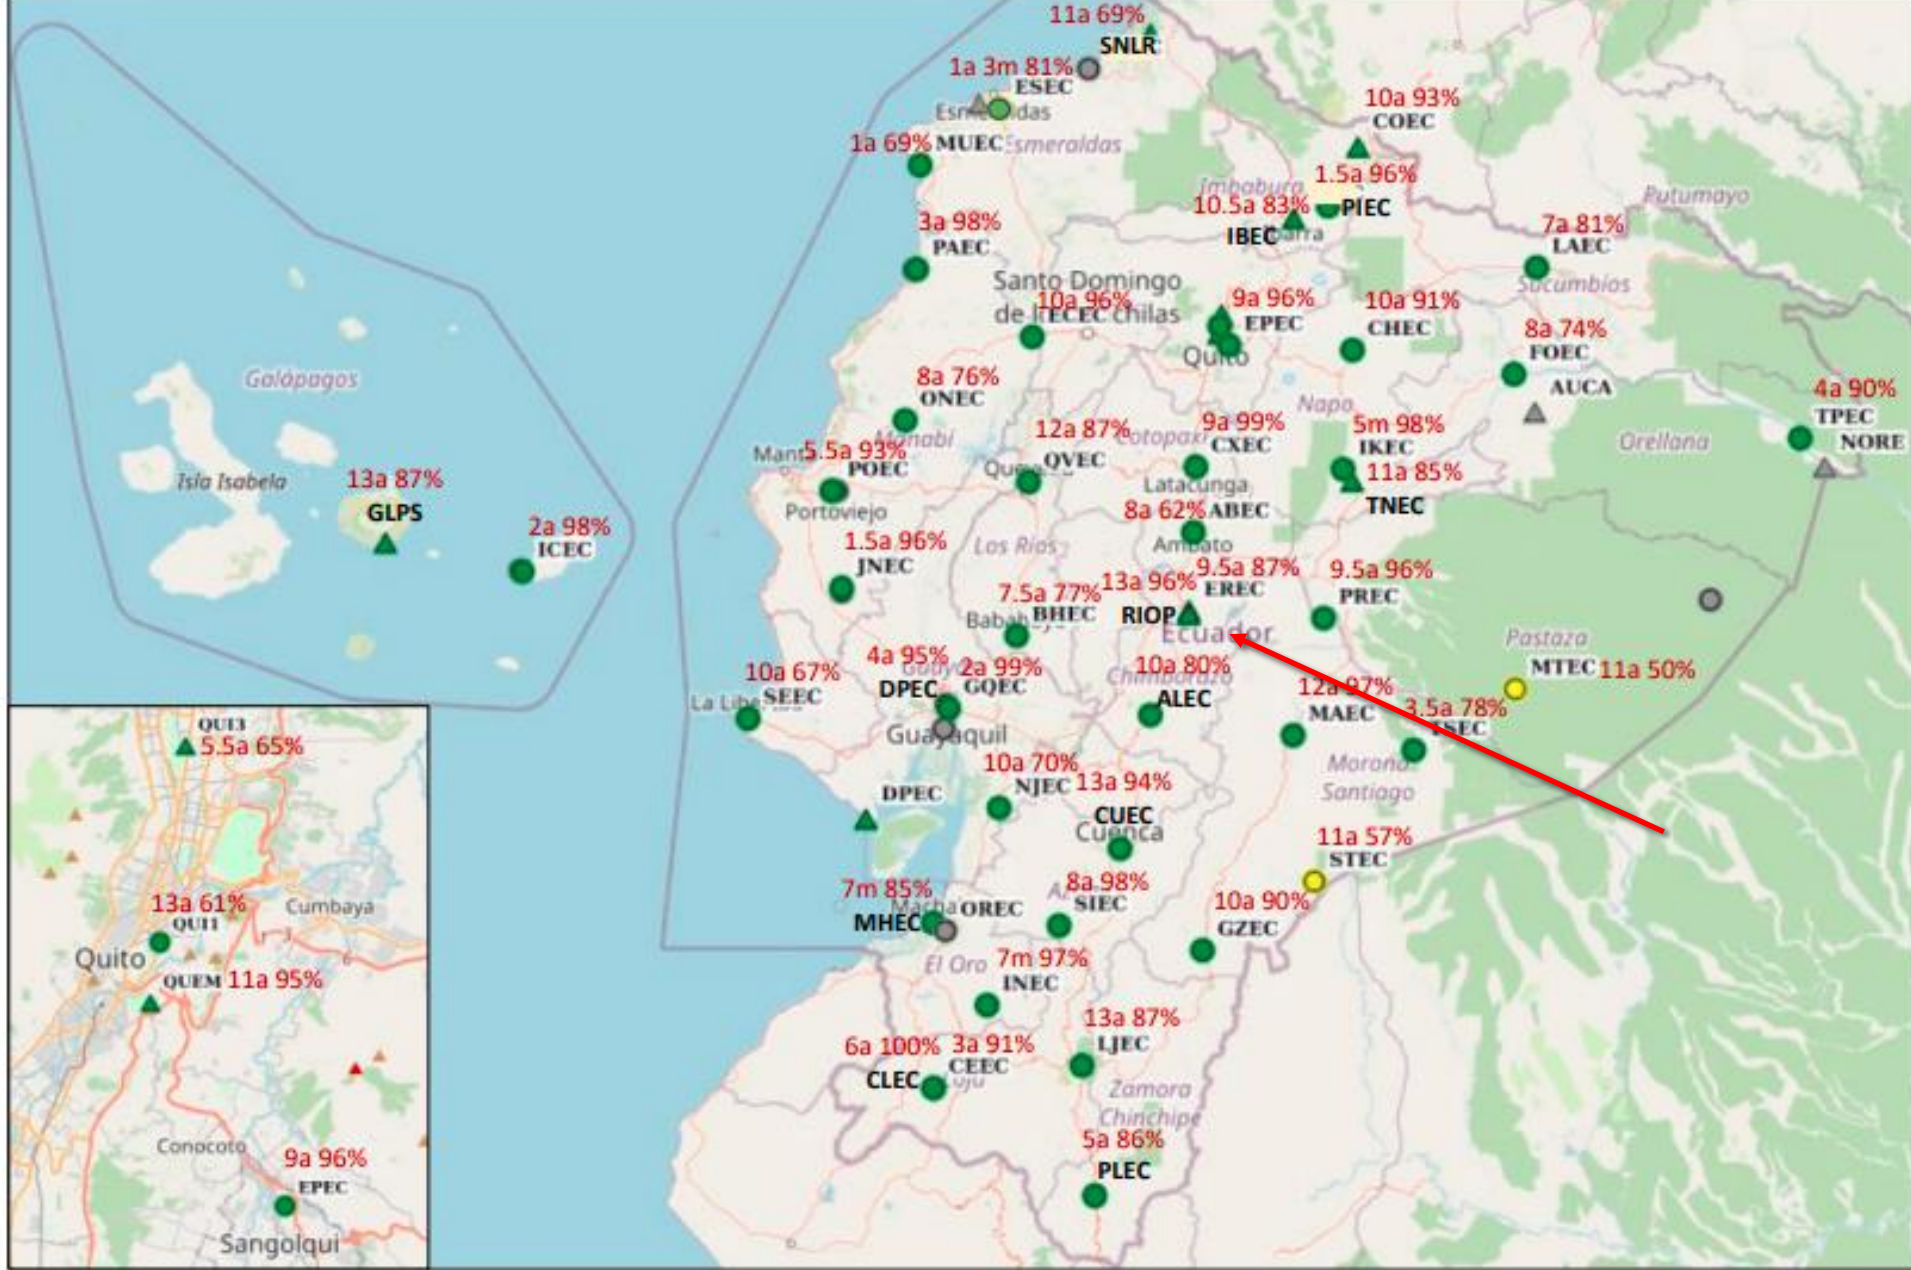 11a 69%
SNLR
1a 3m 81%
ESEC
Esmeraldas
10a 93%
COEC
1a 69% MUEC
Esmeraldas
1.5a 96%
PIEC
Imbabura
10.5a 83%
IBEC
Ibarra
Putumayo
3a 98%
PAEC
7a 81%
LAEC
Sucumbíos
Santo Domingo
10a 96%
ECEC
9a 96%
EPEC
Quito
10a 91%
CHEC
8a 74%
FOEC
AUCA
4a 90%
TPEC
NORE
Galápagos
8a 76%
ONEC
Manabí
Napo
Orellana
12a 87%
QVEC
Cotopaxi
9a 99%
CXEC
Latacunga
5m 98%
IKEC
11a 85%
TNEC
5.5a 93%
POEC
Portoviejo
Isla Isabela
13a 87%
GLPS
2a 98%
ICEC
8a 62% ABEC
Ambato
Los Ríos
1.5a 96%
JNEC
7.5a 77%
BHEC
13a 96%
RIOP
9.5a 87%
EREC
Ecuador
9.5a 96%
PREC
Pastaza
MTEC 11a 50%
10a 67%
SEEC
4a 95%
DPEC
2a 99%
GQEC
Guayaquil
10a 80%
Chimborazo
ALEC
12a 97%
MAEC
3.5a 78%
TSEC
Morona
Santiago
DPEC
10a 70%
NJEC
13a 94%
CUEC
Cuenca
11a 57%
STEC
7m 85%
MHEC
OREC
8a 98%
SIEC
10a 90%
GZEC
El Oro
7m 97%
INEC
13a 87%
LJEC
6a 100%
CLEC
3a 91%
CEEC
Loja
Zamora
Chinchipe
5a 86%
PLEC
QUI3
5.5a 65%
13a 61%
QUI1
Cumbaya
Quito
QUEM 11a 95%
Conocoto
9a 96%
EPEC
Sangolqui